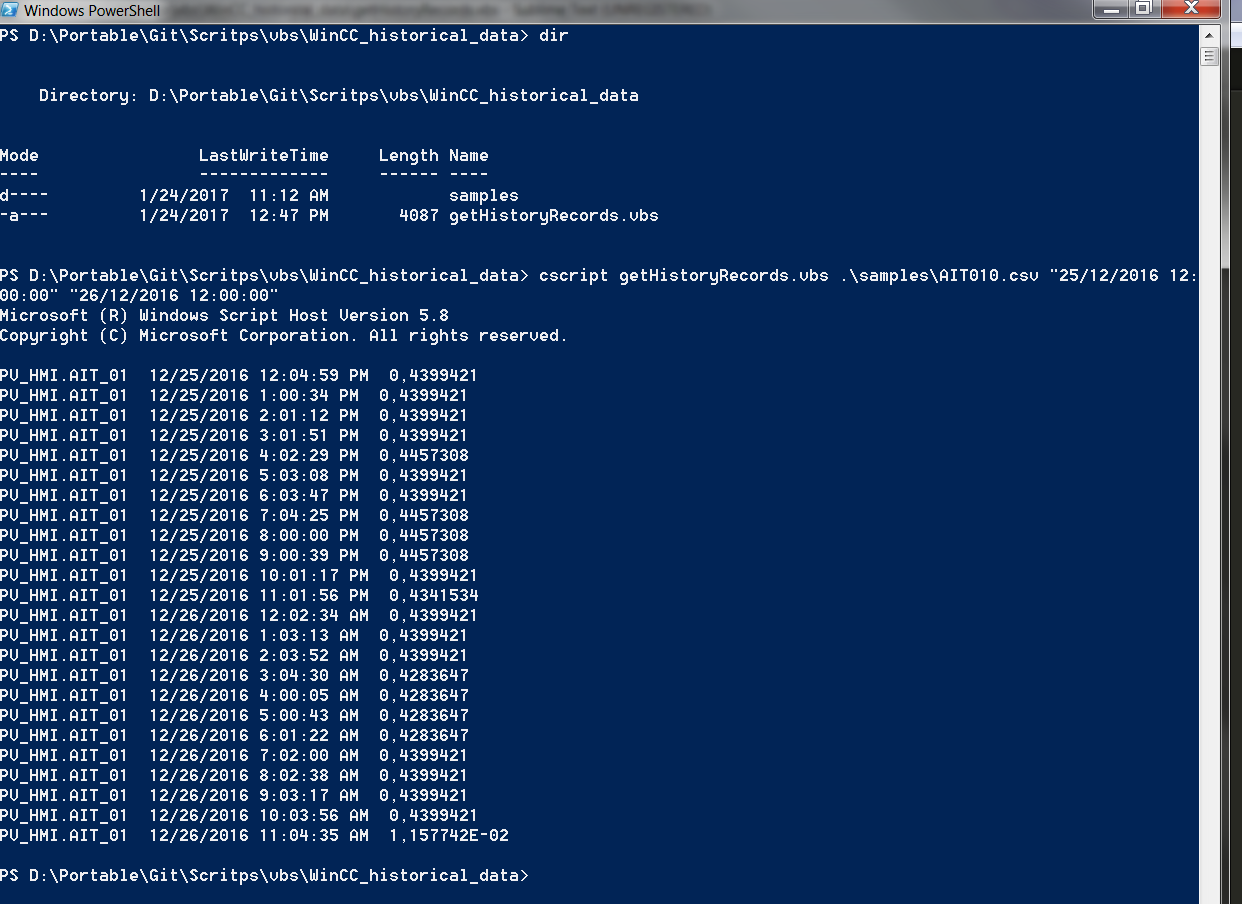 Windows PowerShell
PS D:\Portable\Git\Scritps\vbs\WinCC_historical_data> dir
Directory: D:\Portable\Git\Scritps\vbs\WinCC_historical_data
Mode LastWriteTime Length Name
---- ------------- ------ ----
d---- 1/24/2017 11:12 AM samples
-a--- 1/24/2017 12:47 PM 4087 getHistoryRecords.vbs
PS D:\Portable\Git\Scritps\vbs\WinCC_historical_data> cscript getHistoryRecords.vbs .\samples\AIT010.csv "25/12/2016 12:
00:00" "26/12/2016 12:00:00"
Microsoft (R) Windows Script Host Version 5.8
Copyright (C) Microsoft Corporation. All rights reserved.
PV_HMI.AIT_01 12/25/2016 12:04:59 PM 0,4399421
PV_HMI.AIT_01 12/25/2016 1:00:34 PM 0,4399421
PV_HMI.AIT_01 12/25/2016 2:01:12 PM 0,4399421
PV_HMI.AIT_01 12/25/2016 3:01:51 PM 0,4399421
PV_HMI.AIT_01 12/25/2016 4:02:29 PM 0,4457308
PV_HMI.AIT_01 12/25/2016 5:03:08 PM 0,4399421
PV_HMI.AIT_01 12/25/2016 6:03:47 PM 0,4399421
PV_HMI.AIT_01 12/25/2016 7:04:25 PM 0,4457308
PV_HMI.AIT_01 12/25/2016 8:00:00 PM 0,4457308
PV_HMI.AIT_01 12/25/2016 9:00:39 PM 0,4457308
PV_HMI.AIT_01 12/25/2016 10:01:17 PM 0,4399421
PV_HMI.AIT_01 12/25/2016 11:01:56 PM 0,4341534
PV_HMI.AIT_01 12/26/2016 12:02:34 AM 0,4399421
PV_HMI.AIT_01 12/26/2016 1:03:13 AM 0,4399421
PV_HMI.AIT_01 12/26/2016 2:03:52 AM 0,4399421
PV_HMI.AIT_01 12/26/2016 3:04:30 AM 0,4283647
PV_HMI.AIT_01 12/26/2016 4:00:05 AM 0,4283647
PV_HMI.AIT_01 12/26/2016 5:00:43 AM 0,4283647
PV_HMI.AIT_01 12/26/2016 6:01:22 AM 0,4283647
PV_HMI.AIT_01 12/26/2016 7:02:00 AM 0,4399421
PV_HMI.AIT_01 12/26/2016 8:02:38 AM 0,4399421
PV_HMI.AIT_01 12/26/2016 9:03:17 AM 0,4399421
PV_HMI.AIT_01 12/26/2016 10:03:56 AM 0,4399421
PV_HMI.AIT_01 12/26/2016 11:04:35 AM 1,157742E-02
PS D:\Portable\Git\Scritps\vbs\WinCC_historical_data>